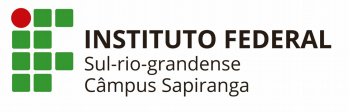 INSTITUTO FEDERAL
Sul-rio-grandense
Câmpus Sapiranga